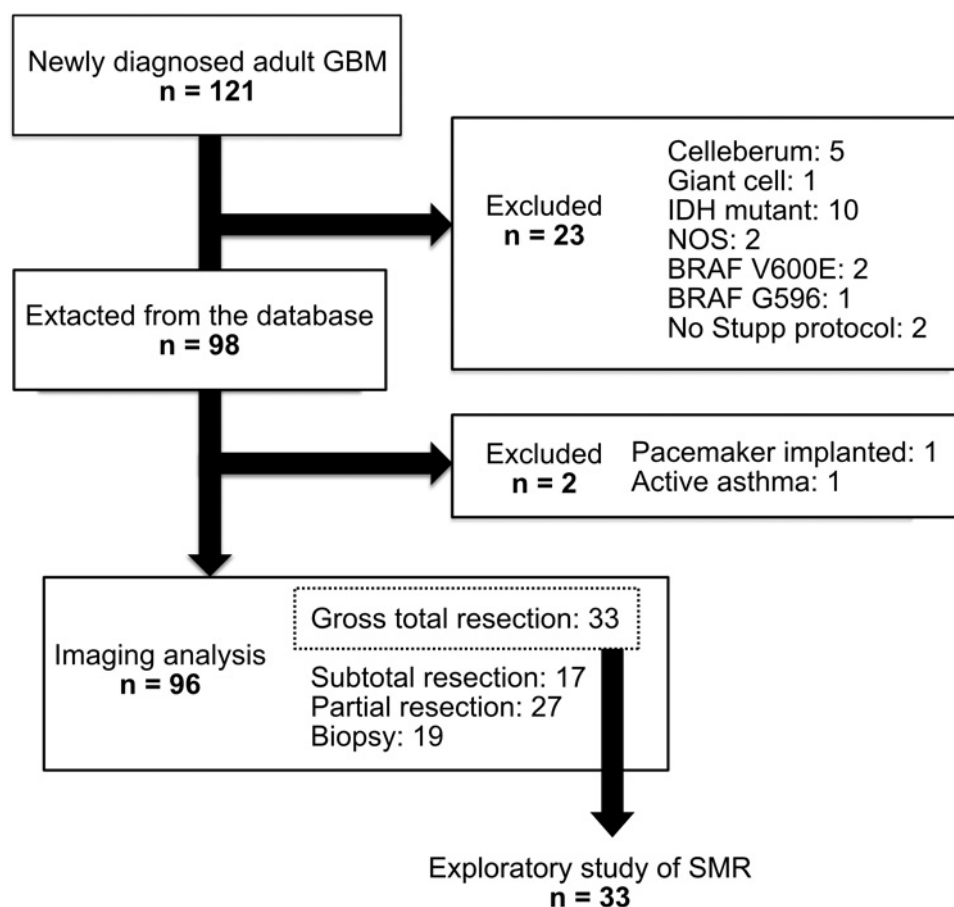 Newly diagnosed adult GBM
n = 121
Celleberum: 5
Giant cell: 1
IDH mutant: 10
NOS: 2
BRAF V600E: 2
BRAF G596: 1
No Stupp protocol: 2
Excluded
n = 23
Extacted from the database
n = 98
Excluded
n = 2
Pacemaker implanted: 1
Active asthma: 1
Imaging analysis
n = 96
Gross total resection: 33
Subtotal resection: 17
Partial resection: 27
Biopsy: 19
Exploratory study of SMR
n = 33